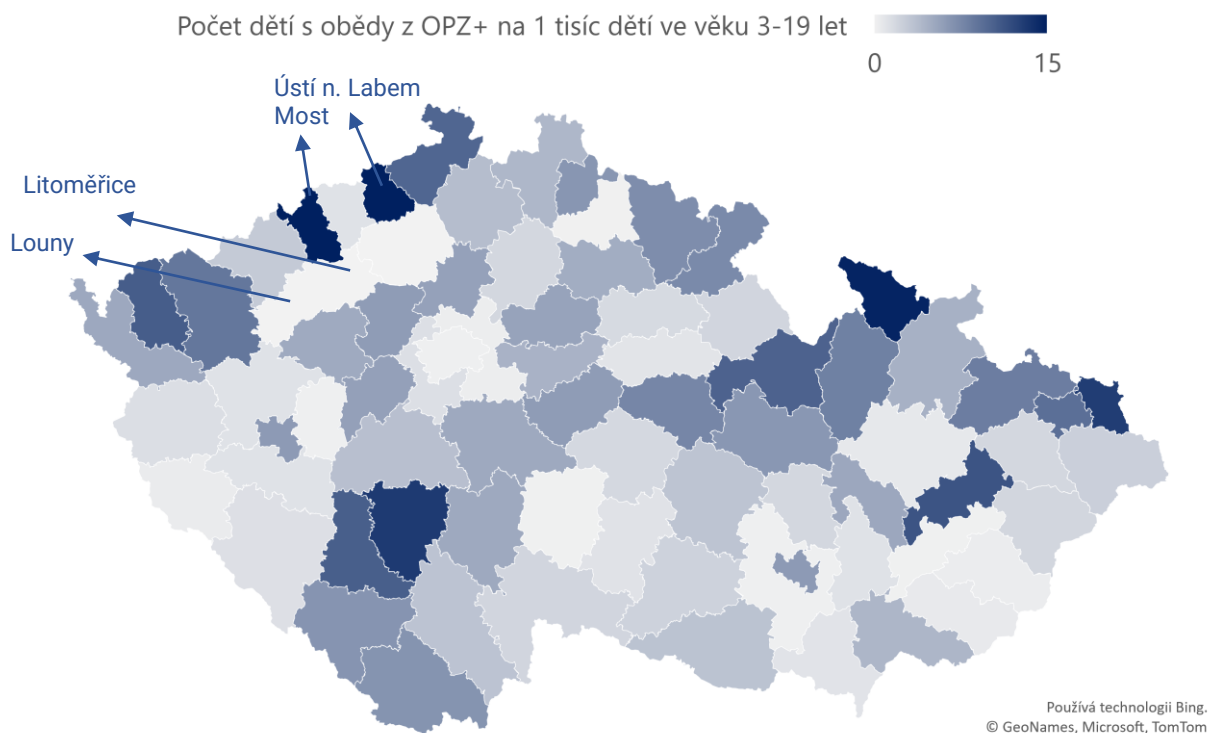 Počet dětí s obědy z OPZ+ na 1 tisíc dětí ve věku 3-19 let
0
15
Ústí n. Labem
Most
Litoměřice
Louny
Používá technologii Bing.
© GeoNames, Microsoft, TomTom